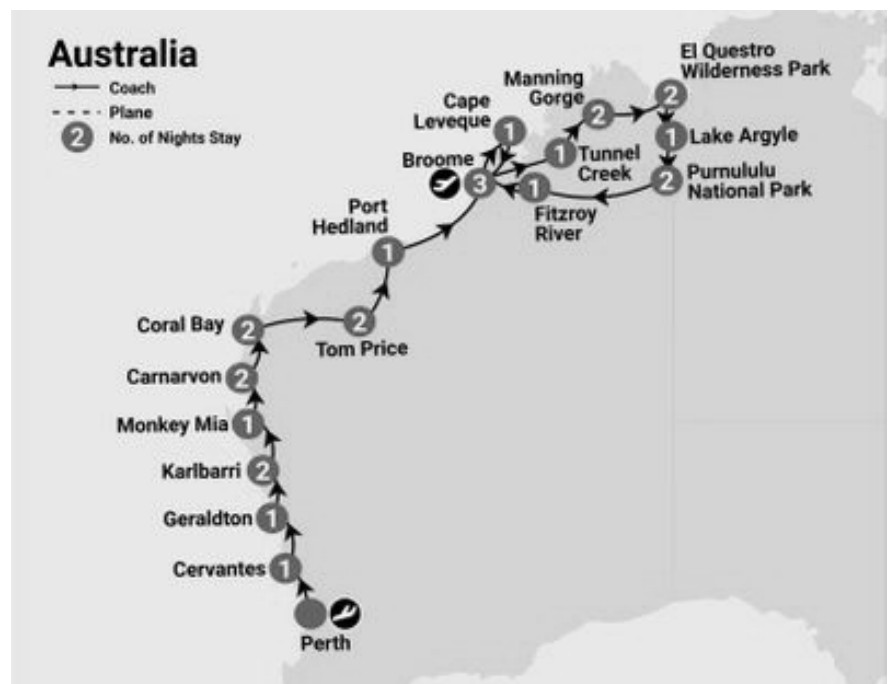 Australia
Coach
Plane
2 No. of Nights Stay
El Questro
Wilderness Park
2
Manning
Gorge
2
Cape
Leveque
1
1 Lake Argyle
Broome
3
1 Tunnel
Creek
2 Purnululu
National Park
1
Fitzroy
River
Port
Hedland
1
Coral Bay 2
2
Tom Price
Carnarvon 2
Monkey Mia 1
Karlbarri 2
Geraldton 1
Cervantes 1
Perth